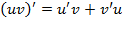 (uv)′ = u′v + v′u